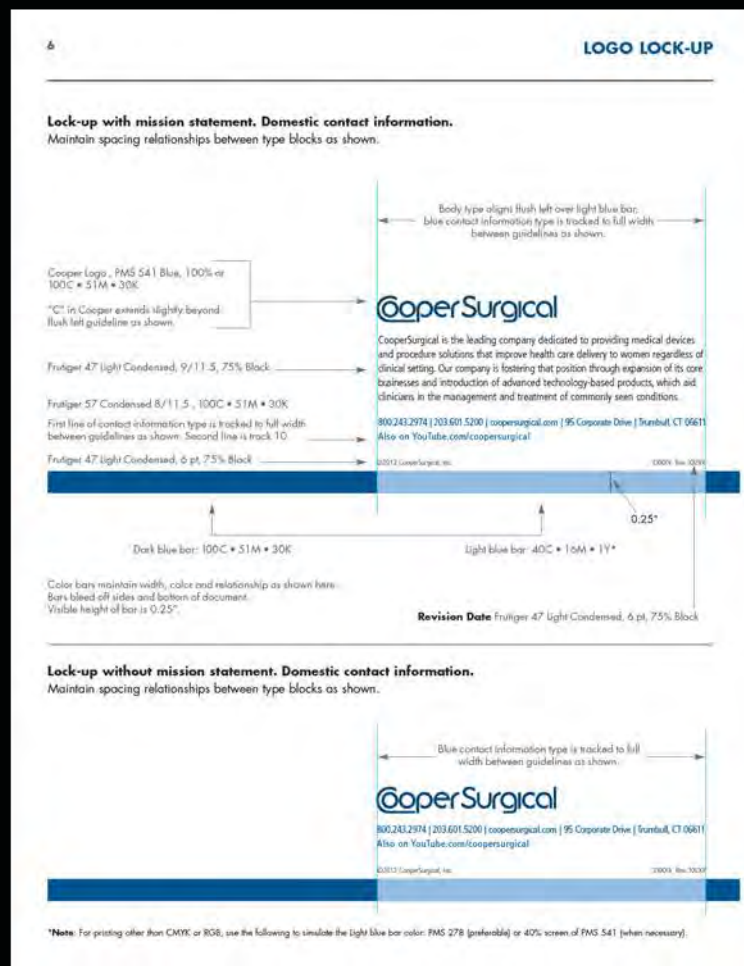 6
LOGO LOCK-UP
Lock-up with mission statement. Domestic contact information.
Maintain spacing relationships between type blocks as shown.
Body type aligns flush left over light blue bar,
blue contact information type is tracked to full width
between guidelines as shown.
Cooper Logo , PMS 541 Blue, 100% or
100C • 51M • 30K
"C" in Cooper extends slightly beyond
flush left guideline as shown.
CooperSurgical
CooperSurgical is the leading company dedicated to providing medical devices
and procedure solutions that improve health care delivery to women regardless of
clinical setting. Our company is fostering that position through expansion of its core
businesses and introduction of advanced technology-based products, which aid
clinicians in the management and treatment of commonly seen conditions.
Frutiger 47 Light Condensed, 9/11.5, 75% Black
Frutiger 57 Condensed 8/11.5 , 100C • 51M • 30K
First line of contact information type is tracked to full width
between guidelines as shown. Second line is track 10.
800.243.2974 | 203.601.5200 | coopersurgical.com | 95 Corporate Drive | Trumbull, CT 06611
Also on YouTube.com/coopersurgical
Frutiger 47 Light Condensed, 6 pt, 75% Black
©2012 CooperSurgical, Inc.
0.25"
Dark blue bar: 100C • 51M • 30K
Light blue bar: 40C • 16M • 1Y*
Color bars maintain width, color and relationship as shown here.
Bars bleed off sides and bottom of document.
Visible height of bar is 0.25".
Revision Date Frutiger 47 Light Condensed, 6 pt, 75% Black
Lock-up without mission statement. Domestic contact information.
Maintain spacing relationships between type blocks as shown.
Blue contact information type is tracked to full
width between guidelines as shown.
CooperSurgical
800.243.2974 | 203.601.5200 | coopersurgical.com | 95 Corporate Drive | Trumbull, CT 06611
Also on YouTube.com/coopersurgical
©2012 CooperSurgical, Inc.
*Note: For printing other than CMYK or RGB, use the following to simulate the Light blue bar color: PMS 278 (preferable) or 40% screen of PMS 541 (when necessary).